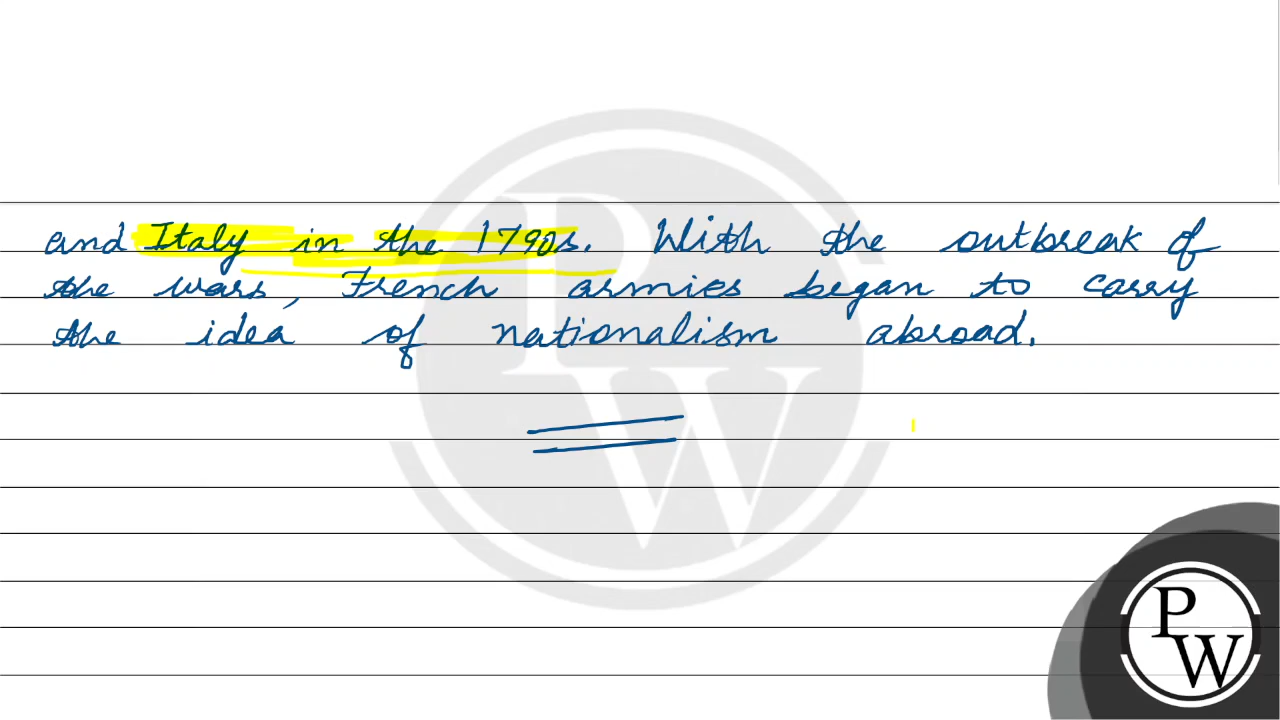 and Italy in the 1790s. With the outbreak of
the wars, French armies began to carry
the idea of nationalism abroad.
P
W
P
W